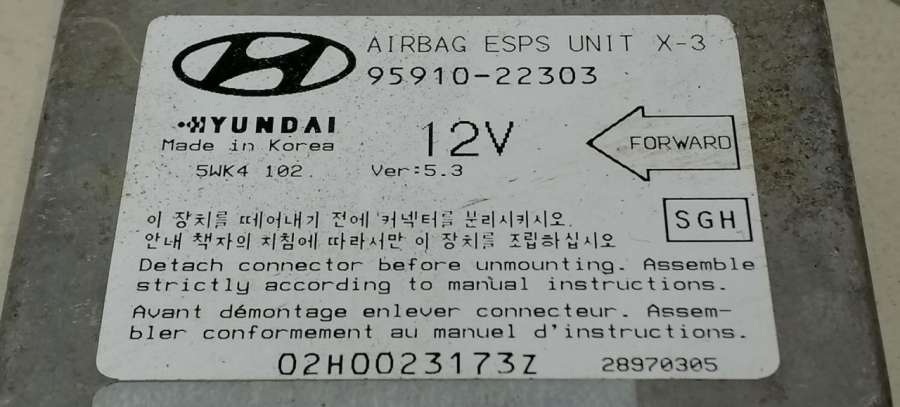 AIRBAG ESPS UNIT X-3
95910-22303
HYUNDAI
Made in Korea
12V
FORWARD
5WK4 102
Ver:5.3
이 장치를 떼어내기 전에 커넥터를 분리시키시오
안내 책자의 지침에 따라서만 이 장치를 조립하십시오
SGH
Detach connector before unmounting. Assemble
strictly according to manual instructions.
Avant démontage enlever connecteur. Assem-
bler conformement au manuel d'instructions.
02H0023173Z
28970305